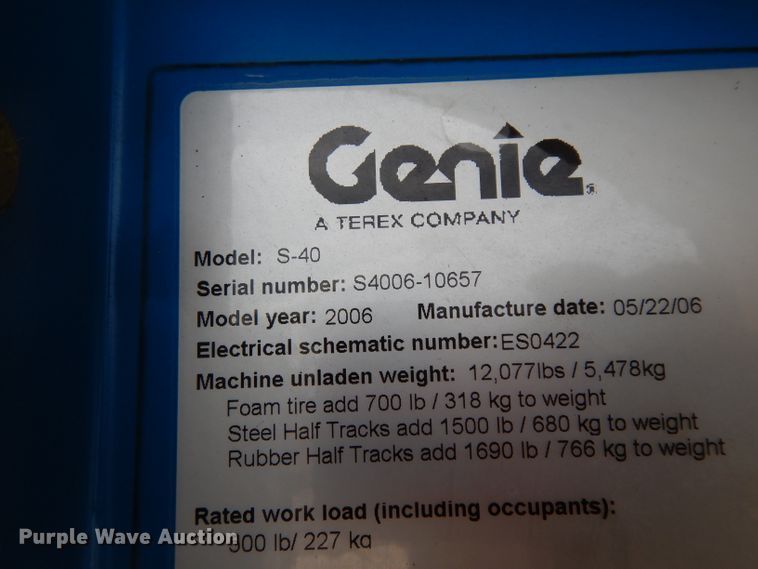 Genie
A TEREX COMPANY
Model: S-40
Serial number: S4006-10657
Model year: 2006 Manufacture date: 05/22/06
Electrical schematic number:ES0422
Machine unladen weight: 12,077lbs / 5,478kg
Foam tire add 700 lb / 318 kg to weight
Steel Half Tracks add 1500 lb / 680 kg to weight
Rubber Half Tracks add 1690 lb / 766 kg to weight
Rated work load (including occupants):
lb/ 227 kg
Purple Wave Auction